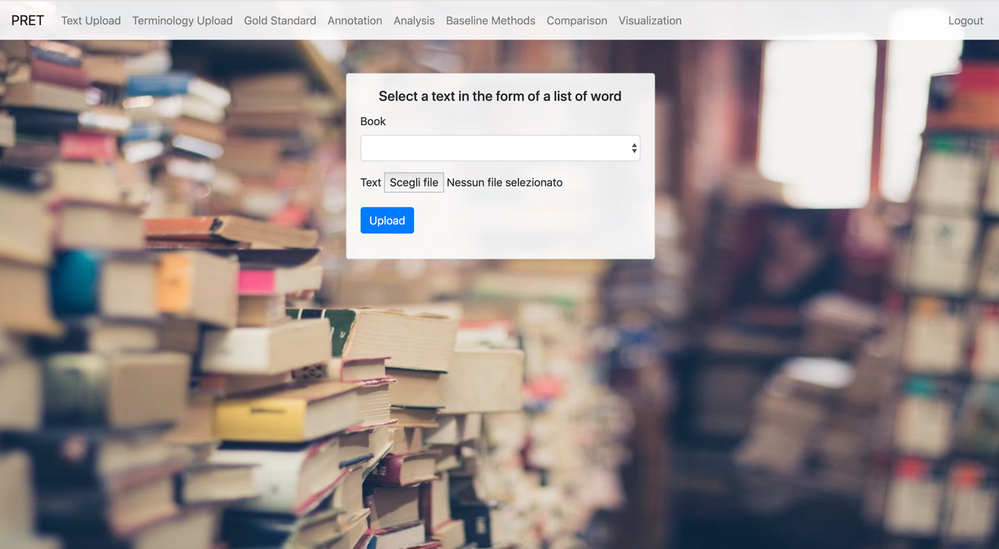 PRET Text Upload Terminology Upload Gold Standard Annotation Analysis Baseline Methods Comparison Visualization Logout
Select a text in the form of a list of word
Book
Text Scegli file Nessun file selezionato
Upload